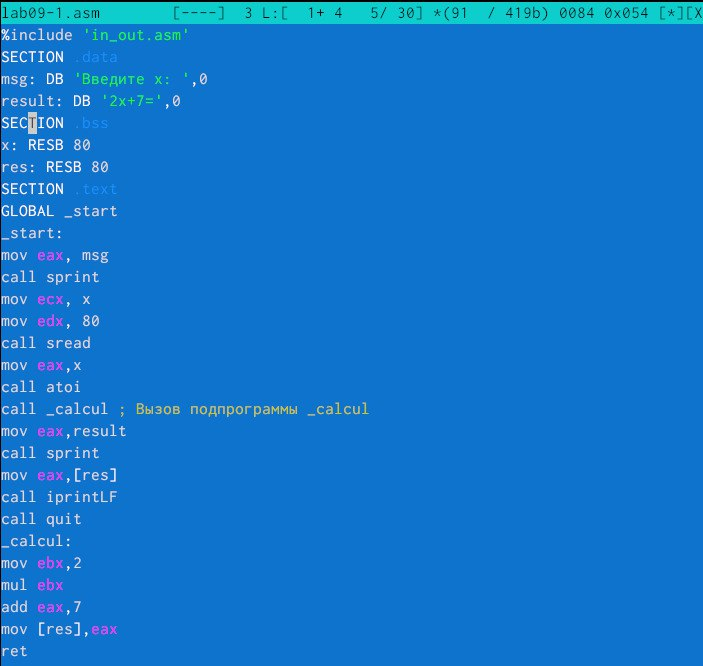 lab09-1.asm [----] 3 L:[ 1+ 4 5/ 30] *(91 / 419b) 0084 0x054 [*][X
%include 'in_out.asm'
SECTION .data
msg: DB 'Введите x: ',0
result: DB '2x+7=',0
SECTION .bss
x: RESB 80
res: RESB 80
SECTION .text
GLOBAL _start
_start:
mov eax, msg
call sprint
mov ecx, x
mov edx, 80
call sread
mov eax,x
call atoi
call _calcul ; Вызов подпрограммы _calcul
mov eax,result
call sprint
mov eax,[res]
call iprintLF
call quit
_calcul:
mov ebx,2
mul ebx
add eax,7
mov [res],eax
ret